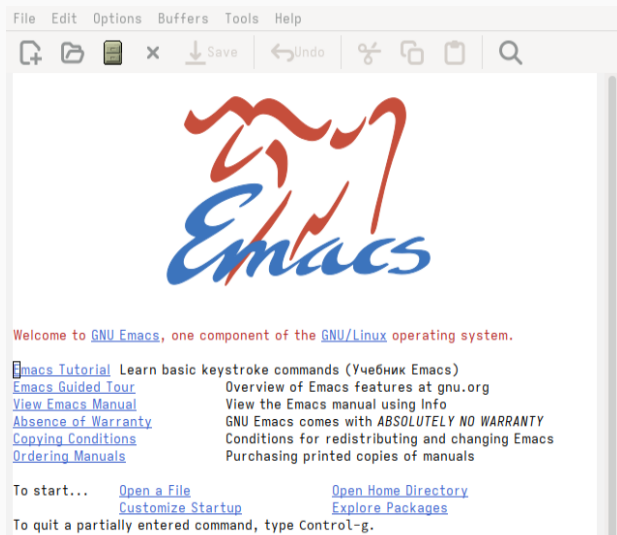 File Edit Options Buffers Tools Help
Save Undo
Emacs
Welcome to GNU Emacs, one component of the GNU/Linux operating system.
Emacs Tutorial Learn basic keystroke commands (Учебник Emacs)
Emacs Guided Tour Overview of Emacs features at gnu.org
View Emacs Manual View the Emacs manual using Info
Absence of Warranty GNU Emacs comes with ABSOLUTELY NO WARRANTY
Copying Conditions Conditions for redistributing and changing Emacs
Ordering Manuals Purchasing printed copies of manuals
To start... Open a File Open Home Directory
Customize Startup Explore Packages
To quit a partially entered command, type Control-g.